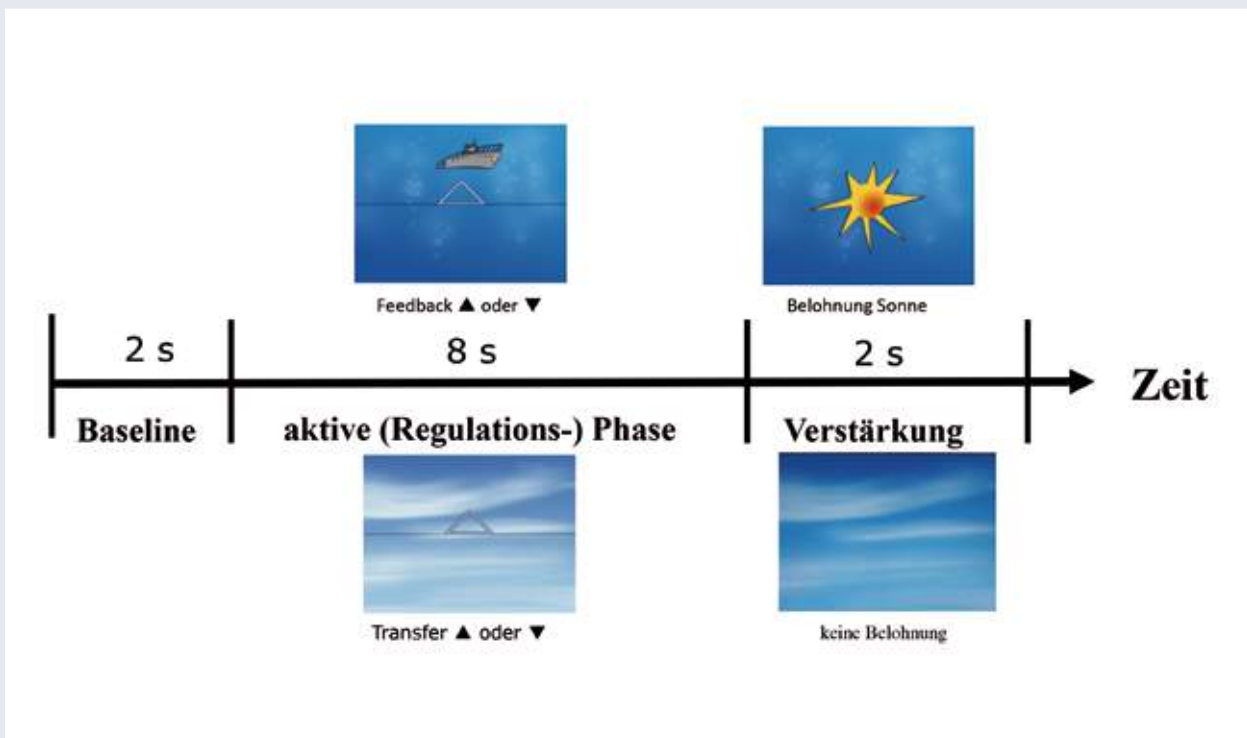 Feedback ▲ oder ▼
Belohnung Sonne
2 s
8 s
2 s
Zeit
Baseline
aktive (Regulations-) Phase
Verstärkung
Transfer ▲ oder ▼
keine Belohnung